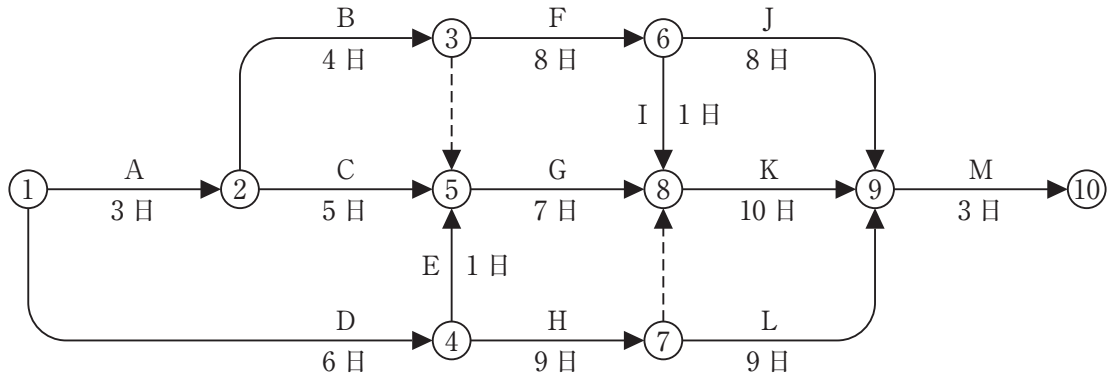 B F J
③ ⑥
4 日 8 日 8 日
I 1 日
A C G K M
① ② ⑤ ⑧ ⑨ ⑩
3 日 5 日 7 日 10 日 3 日
E 1 日
D H L
④ ⑦
6 日 9 日 9 日